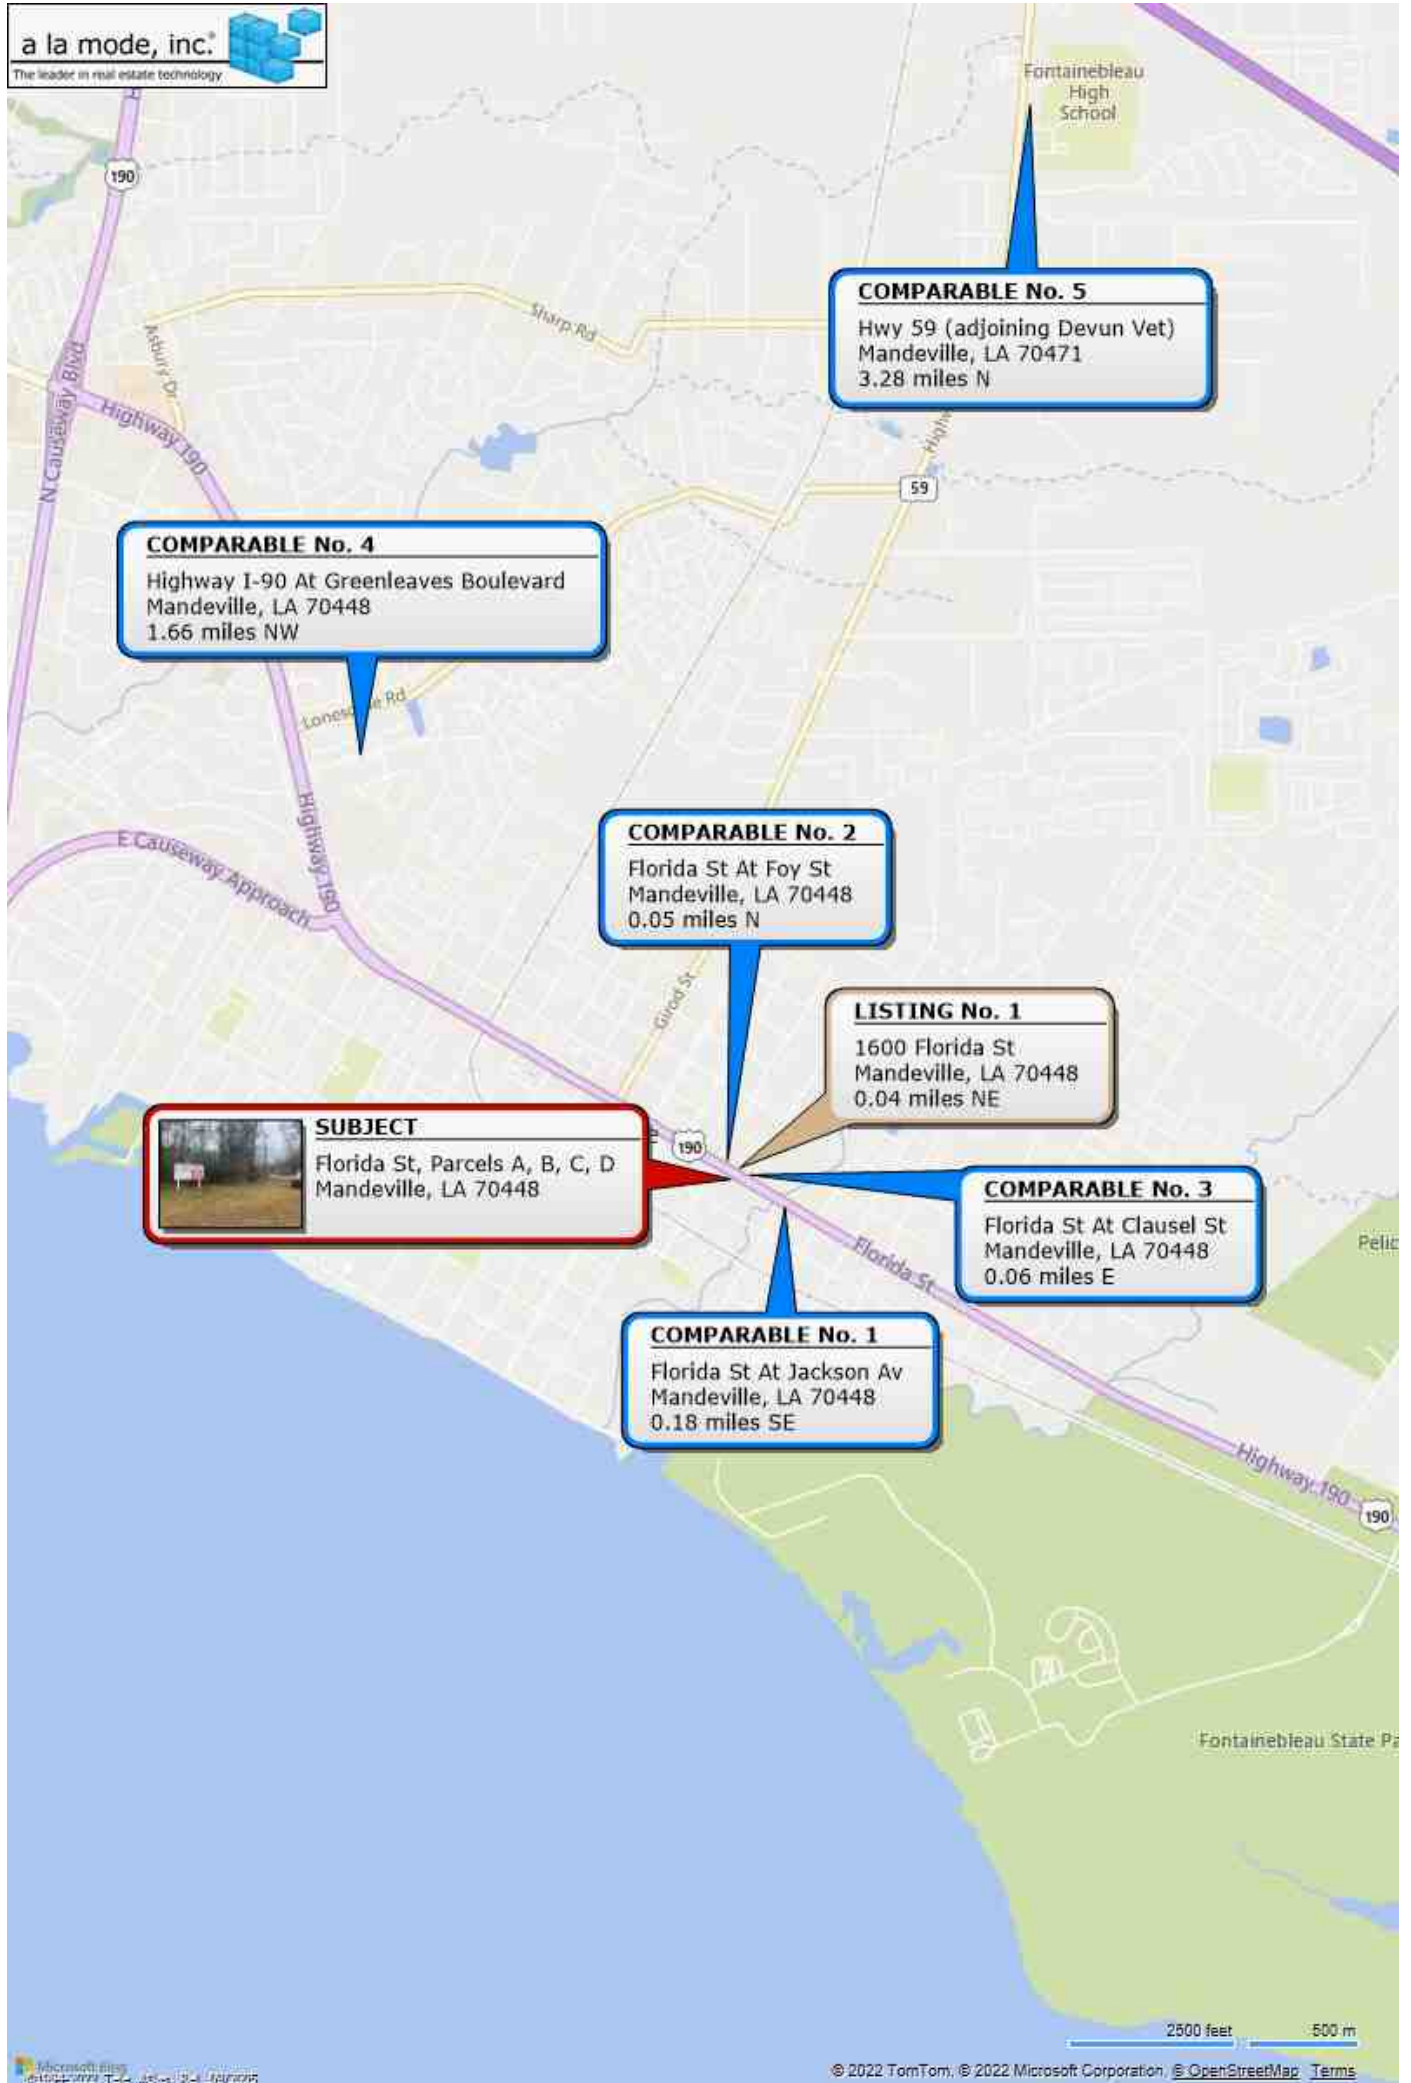 a la mode, inc.®
The leader in real estate technology
Fontainebleau
High
School
190
COMPARABLE No. 5
Hwy 59 (adjoining Devun Vet)
Mandeville, LA 70471
3.28 miles N
Sharp Rd
Asbury Dr
N Causeway Blvd
Highway 190
59
COMPARABLE No. 4
Highway I-90 At Greenleaves Boulevard
Mandeville, LA 70448
1.66 miles NW
Highway 190
E Causeway Approach
COMPARABLE No. 2
Florida St At Foy St
Mandeville, LA 70448
0.05 miles N
Girod St
LISTING No. 1
1600 Florida St
Mandeville, LA 70448
0.04 miles NE
SUBJECT
Florida St, Parcels A, B, C, D
Mandeville, LA 70448
190
COMPARABLE No. 3
Florida St At Clausel St
Mandeville, LA 70448
0.06 miles E
Pelic
Florida St
COMPARABLE No. 1
Florida St At Jackson Av
Mandeville, LA 70448
0.18 miles SE
Highway 190
190
Fontainebleau State Pa
2500 feet
500 m
Microsoft Bing
© 2022 TomTom, © 2022 Microsoft Corporation, © OpenStreetMap Terms